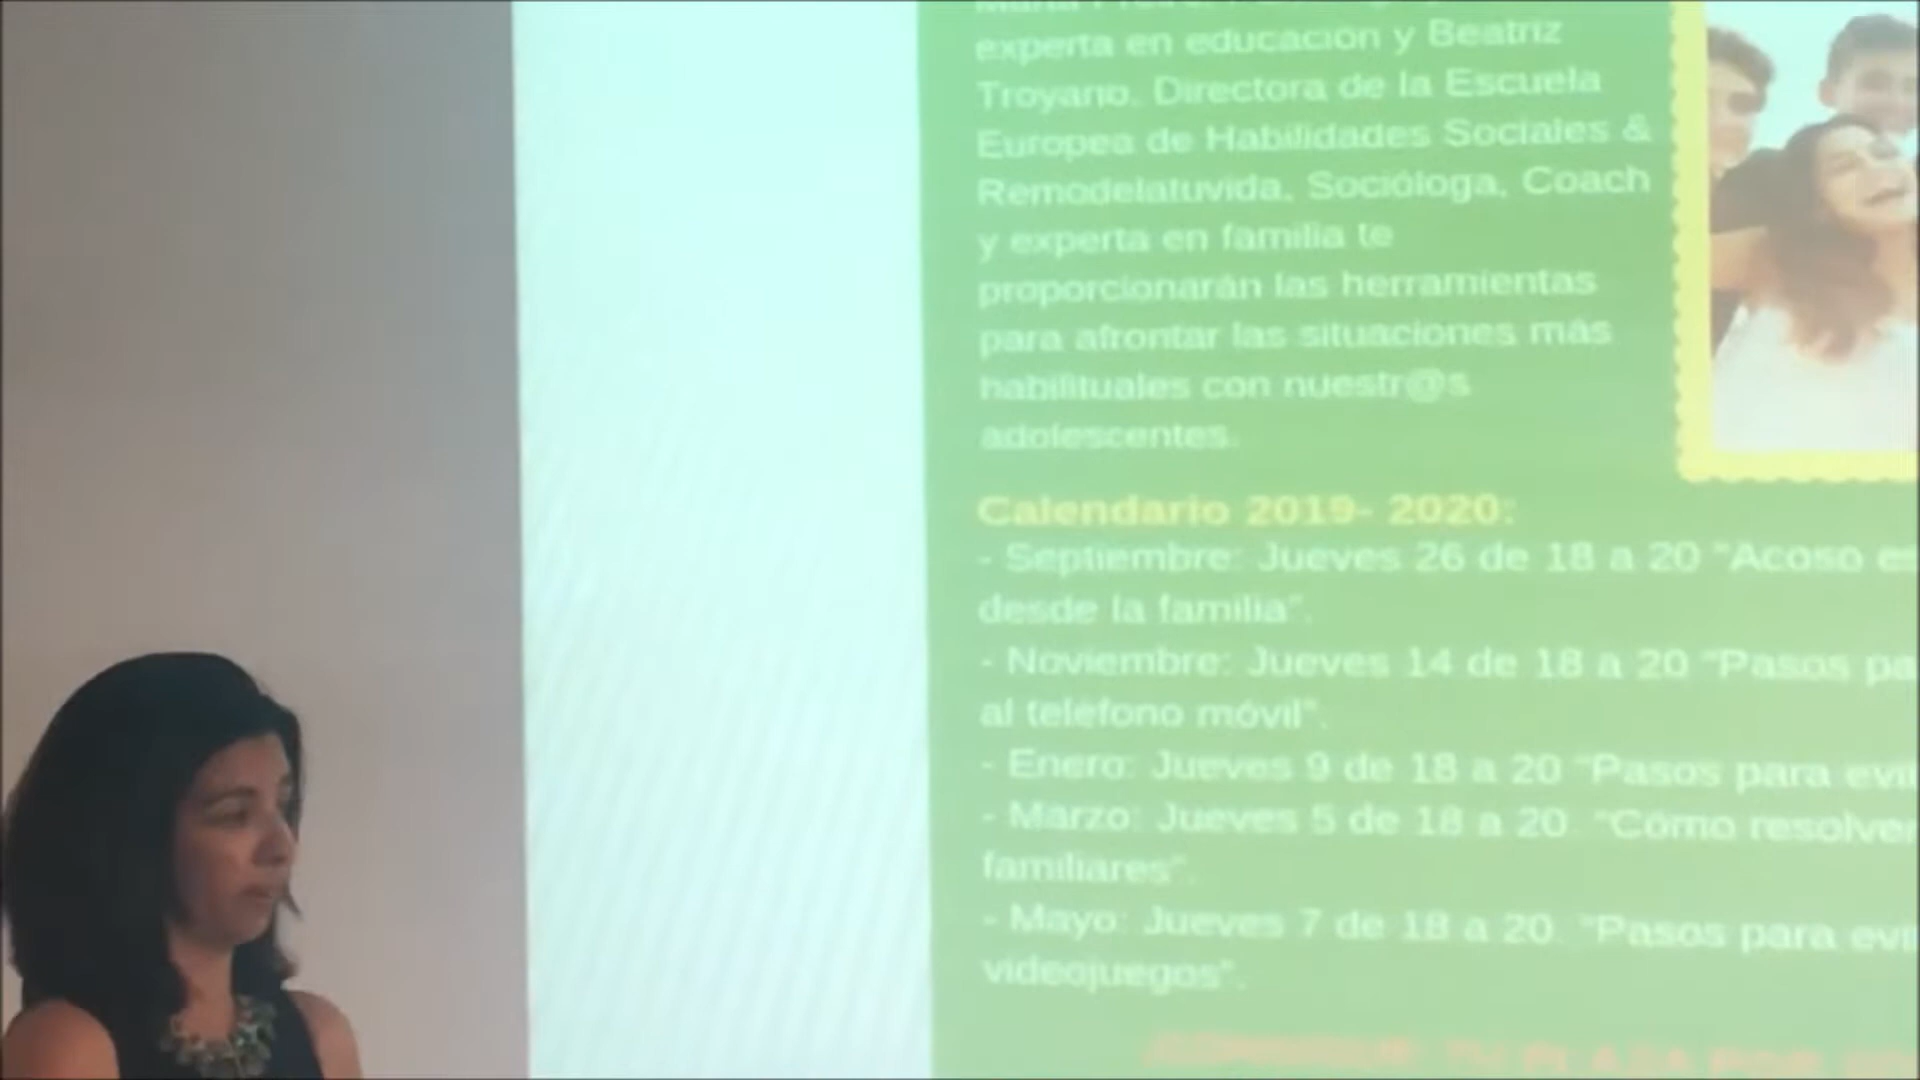 experta en educación y Beatriz
Troyano. Directora de la Escuela
Europea de Habilidades Sociales &
Remodelatuvida, Socióloga, Coach
y experta en familia te
proporcionarán las herramientas
para afrontar las situaciones más
habilituales con nuestr@s
adolescentes.
Calendario 2019- 2020:
- Septiembre: Jueves 26 de 18 a 20 "Acoso es
desde la familia".
- Noviembre: Jueves 14 de 18 a 20 "Pasos pa
al teléfono móvil".
- Enero: Jueves 9 de 18 a 20 "Pasos para evi
- Marzo: Jueves 5 de 18 a 20. "Cómo resolver
familiares".
- Mayo: Jueves 7 de 18 a 20. "Pasos para evi
videojuegos".